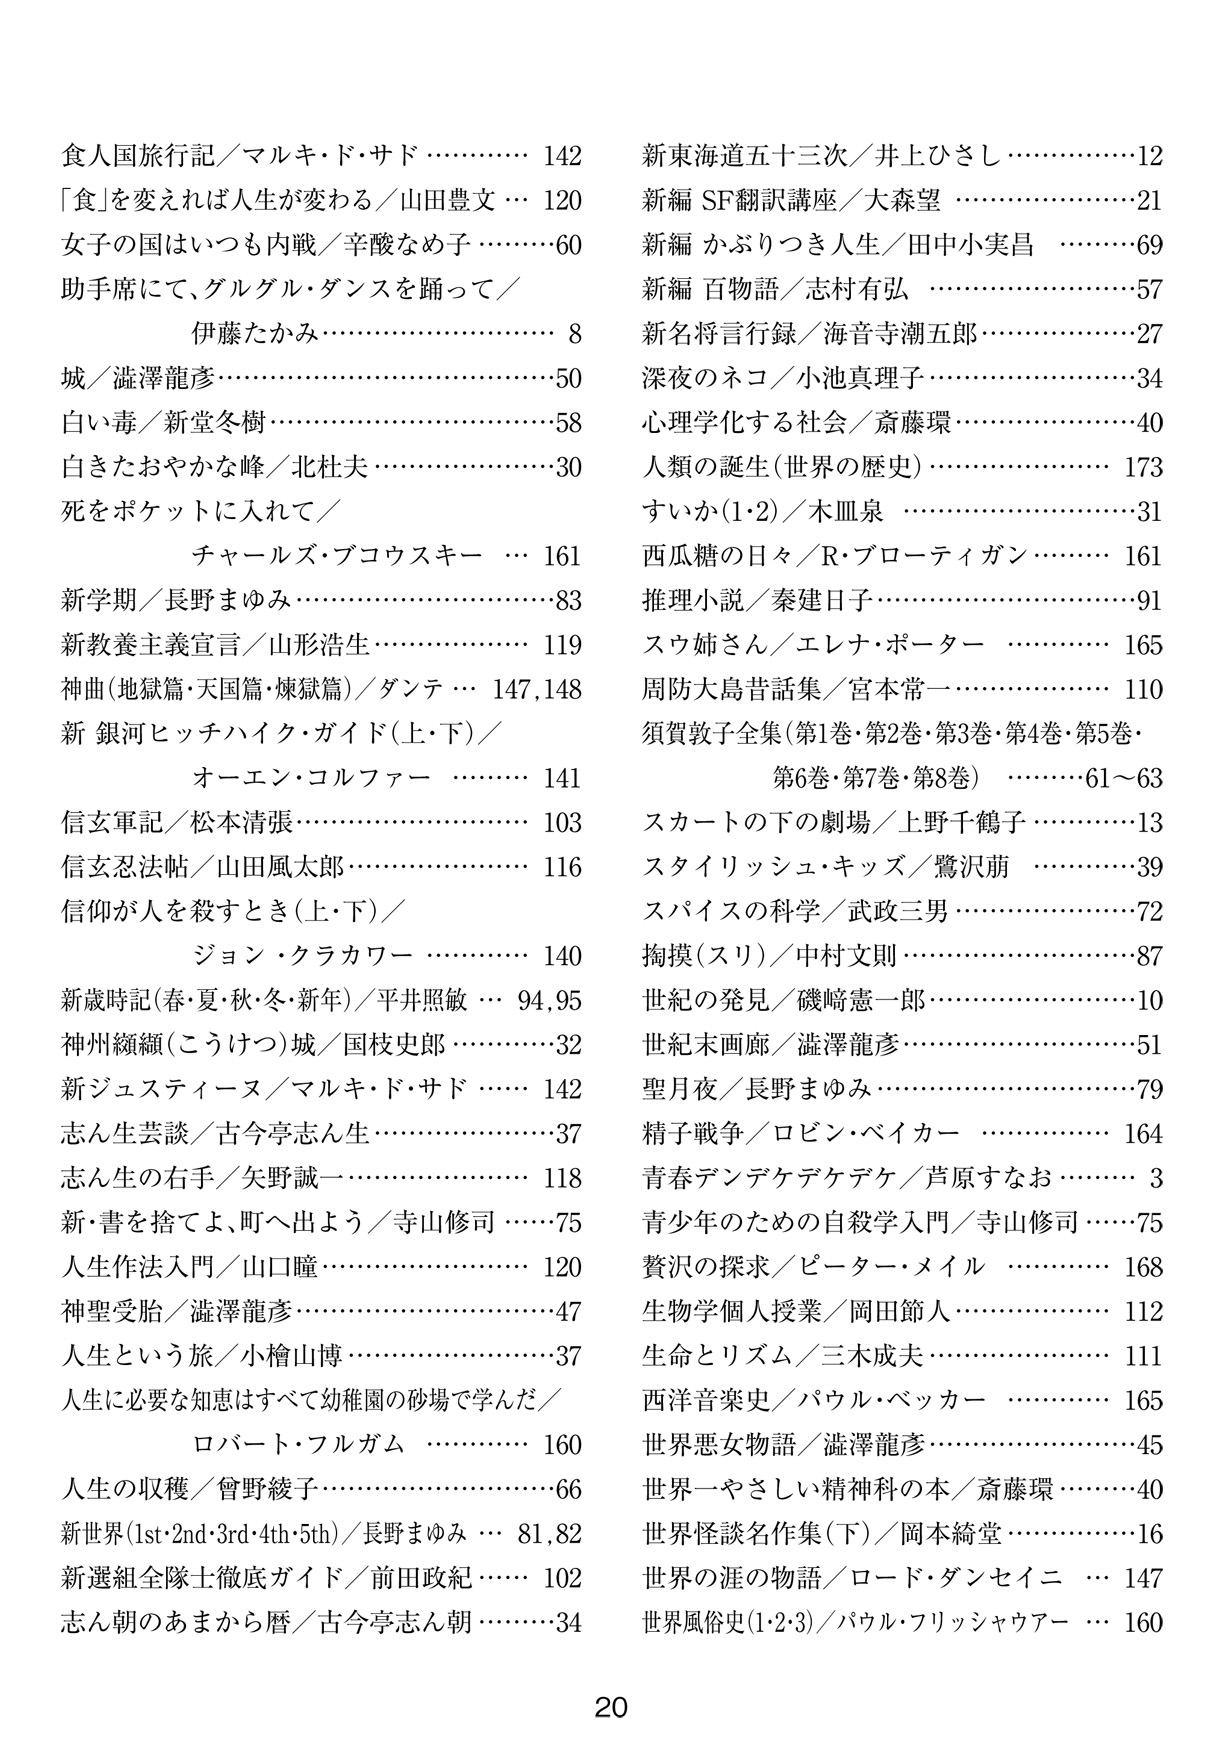 食人国旅行記／マルキ・ド・サド ………… 142
「食」を変えれば人生が変わる／山田豊文 … 120
女子の国はいつも内戦／辛酸なめ子 ………60
助手席にて、グルグル・ダンスを踊って／
伊藤たかみ……………………… 8
城／澁澤龍彦…………………………………50
白い毒／新堂冬樹……………………………58
白きたおやかな峰／北杜夫 …………………30
死をポケットに入れて／
チャールズ・ブコウスキー … 161
新学期／長野まゆみ…………………………83
新教養主義宣言／山形浩生……………… 119
神曲（地獄篇・天国篇・煉獄篇）／ダンテ … 147,148
新 銀河ヒッチハイク・ガイド（上・下）／
オーエン・コルファー ……… 141
信玄軍記／松本清張……………………… 103
信玄忍法帖／山田風太郎………………… 116
信仰が人を殺すとき（上・下）／
ジョン ・クラカワー ………… 140
新歳時記（春・夏・秋・冬・新年）／平井照敏 … 94,95
神州纐纈（こうけつ）城／国枝史郎 …………32
新ジュスティーヌ／マルキ・ド・サド …… 142
志ん生芸談／古今亭志ん生…………………37
志ん生の右手／矢野誠一………………… 118
新・書を捨てよ、町へ出よう／寺山修司 ……75
人生作法入門／山口瞳…………………… 120
神聖受胎／澁澤龍彦…………………………47
人生という旅／小檜山博……………………37
人生に必要な知恵はすべて幼稚園の砂場で学んだ／
ロバート・フルガム ………… 160
人生の収穫／曾野綾子………………………66
新世界（1st・2nd・3rd・4th・5th）／長野まゆみ … 81,82
新選組全隊士徹底ガイド／前田政紀…… 102
志ん朝のあまから暦／古今亭志ん朝………34
新東海道五十三次／井上ひさし……………12
新編 SF翻訳講座／大森望 …………………21
新編 かぶりつき人生／田中小実昌 ………69
新編 百物語／志村有弘 ……………………57
新名将言行録／海音寺潮五郎………………27
深夜のネコ／小池真理子……………………34
心理学化する社会／斎藤環…………………40
人類の誕生（世界の歴史）………………… 173
すいか（1・2）／木皿泉 ………………………31
西瓜糖の日々／R・ブローティガン……… 161
推理小説／秦建日子…………………………91
スウ姉さん／エレナ・ポーター ………… 165
周防大島昔話集／宮本常一……………… 110
須賀敦子全集（第1巻・第2巻・第3巻・第4巻・第5巻・
第6巻・第7巻・第8巻） ………61〜63
スカートの下の劇場／上野千鶴子…………13
スタイリッシュ・キッズ／鷺沢萠 …………39
スパイスの科学／武政三男…………………72
掏摸（スリ）／中村文則………………………87
世紀の発見／磯﨑憲一郎……………………10
世紀末画廊／澁澤龍彦………………………51
聖月夜／長野まゆみ…………………………79
精子戦争／ロビン・ベイカー …………… 164
青春デンデケデケデケ／芦原すなお……… 3
青少年のための自殺学入門／寺山修司……75
贅沢の探求／ピーター・メイル ………… 168
生物学個人授業／岡田節人……………… 112
生命とリズム／三木成夫………………… 111
西洋音楽史／パウル・ベッカー ………… 165
世界悪女物語／澁澤龍彦……………………45
世界一やさしい精神科の本／斎藤環………40
世界怪談名作集（下）／岡本綺堂……………16
世界の涯の物語／ロード・ダンセイニ … 147
世界風俗史（1・2・3）／パウル・フリッシャウアー … 160
20